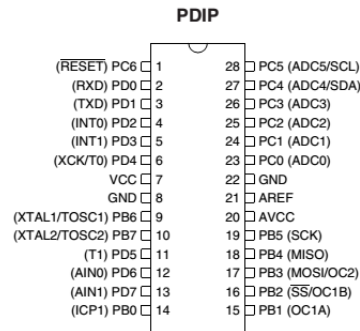 PDIP
(RESET) PC6 1 28 PC5 (ADC5/SCL)
(RXD) PD0 2 27 PC4 (ADC4/SDA)
(TXD) PD1 3 26 PC3 (ADC3)
(INT0) PD2 4 25 PC2 (ADC2)
(INT1) PD3 5 24 PC1 (ADC1)
(XCK/T0) PD4 6 23 PC0 (ADC0)
VCC 7 22 GND
GND 8 21 AREF
(XTAL1/TOSC1) PB6 9 20 AVCC
(XTAL2/TOSC2) PB7 10 19 PB5 (SCK)
(T1) PD5 11 18 PB4 (MISO)
(AIN0) PD6 12 17 PB3 (MOSI/OC2)
(AIN1) PD7 13 16 PB2 (SS/OC1B)
(ICP1) PB0 14 15 PB1 (OC1A)